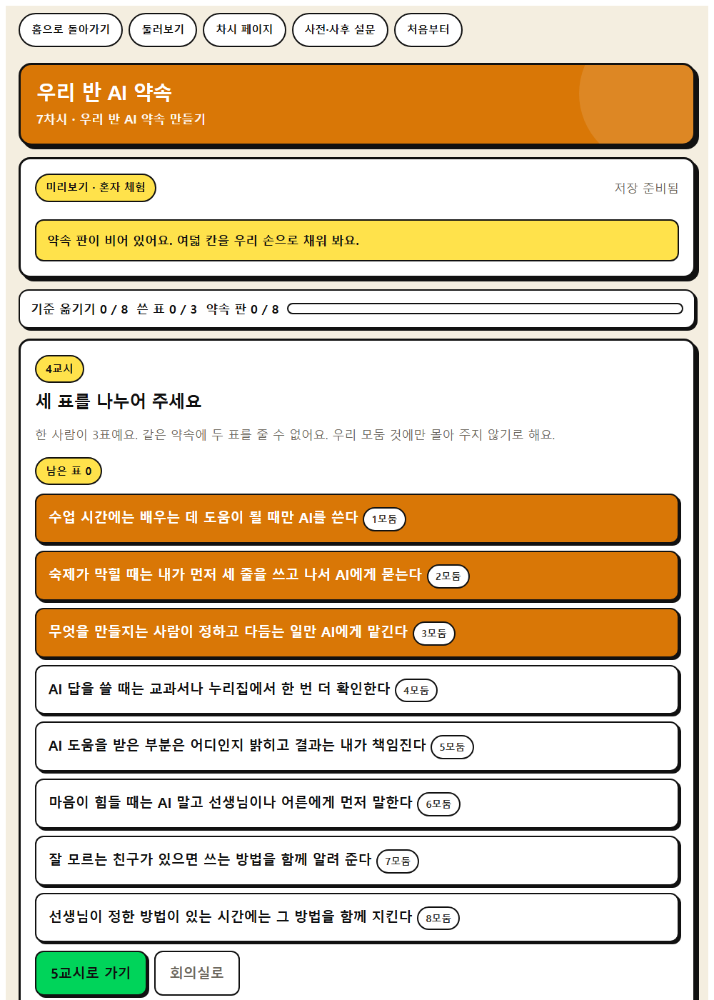 홈으로 돌아가기 둘러보기 차시 페이지 사전·사후 설문 처음부터
우리 반 AI 약속
7차시 · 우리 반 AI 약속 만들기
미리보기 · 혼자 체험 저장 준비됨
약속 판이 비어 있어요. 여덟 칸을 우리 손으로 채워 봐요.
기준 옮기기 0 / 8 쓴 표 0 / 3 약속 판 0 / 8
4교시
세 표를 나누어 주세요
한 사람이 3표예요. 같은 약속에 두 표를 줄 수 없어요. 우리 모둠 것에만 몰아 주지 않기로 해요.
남은 표 0
수업 시간에는 배우는 데 도움이 될 때만 AI를 쓴다 1모둠
숙제가 막힐 때는 내가 먼저 세 줄을 쓰고 나서 AI에게 묻는다 2모둠
무엇을 만들지는 사람이 정하고 다듬는 일만 AI에게 맡긴다 3모둠
AI 답을 쓸 때는 교과서나 누리집에서 한 번 더 확인한다 4모둠
AI 도움을 받은 부분은 어디인지 밝히고 결과는 내가 책임진다 5모둠
마음이 힘들 때는 AI 말고 선생님이나 어른에게 먼저 말한다 6모둠
잘 모르는 친구가 있으면 쓰는 방법을 함께 알려 준다 7모둠
선생님이 정한 방법이 있는 시간에는 그 방법을 함께 지킨다 8모둠
5교시로 가기 회의실로